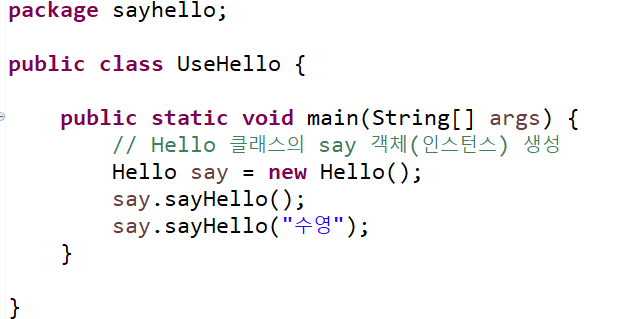 package sayhello;
public class UseHello {
public static void main(String[] args) {
// Hello 클래스의 say 객체(인스턴스) 생성
Hello say = new Hello();
say.sayHello();
say.sayHello("수영");
}
}